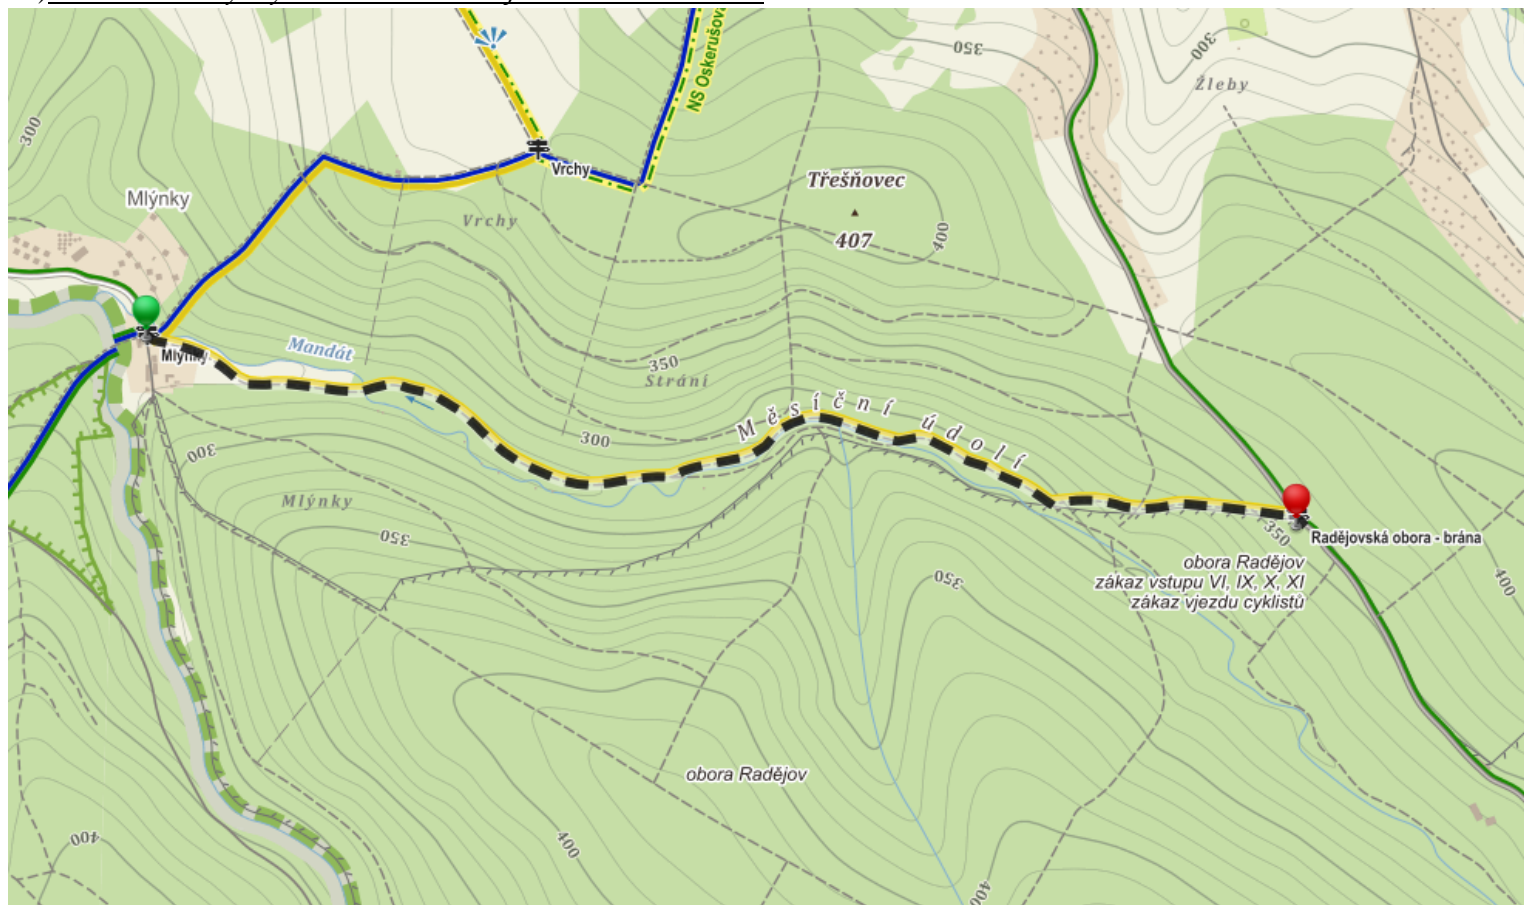 350
300
Žleby
NS Oskerušova
300
Vrchy
Třešňovec
407
400
Mlýnky
Vrchy
Mandát
Mlýnky
350
Strání
Měsíční údolí
300
300
Mlýnky
350
350
Radějovská obora - brána
obora Radějov
zákaz vstupu VI, IX, X, XI
zákaz vjezdu cyklistů
350
400
obora Radějov
400
400
400